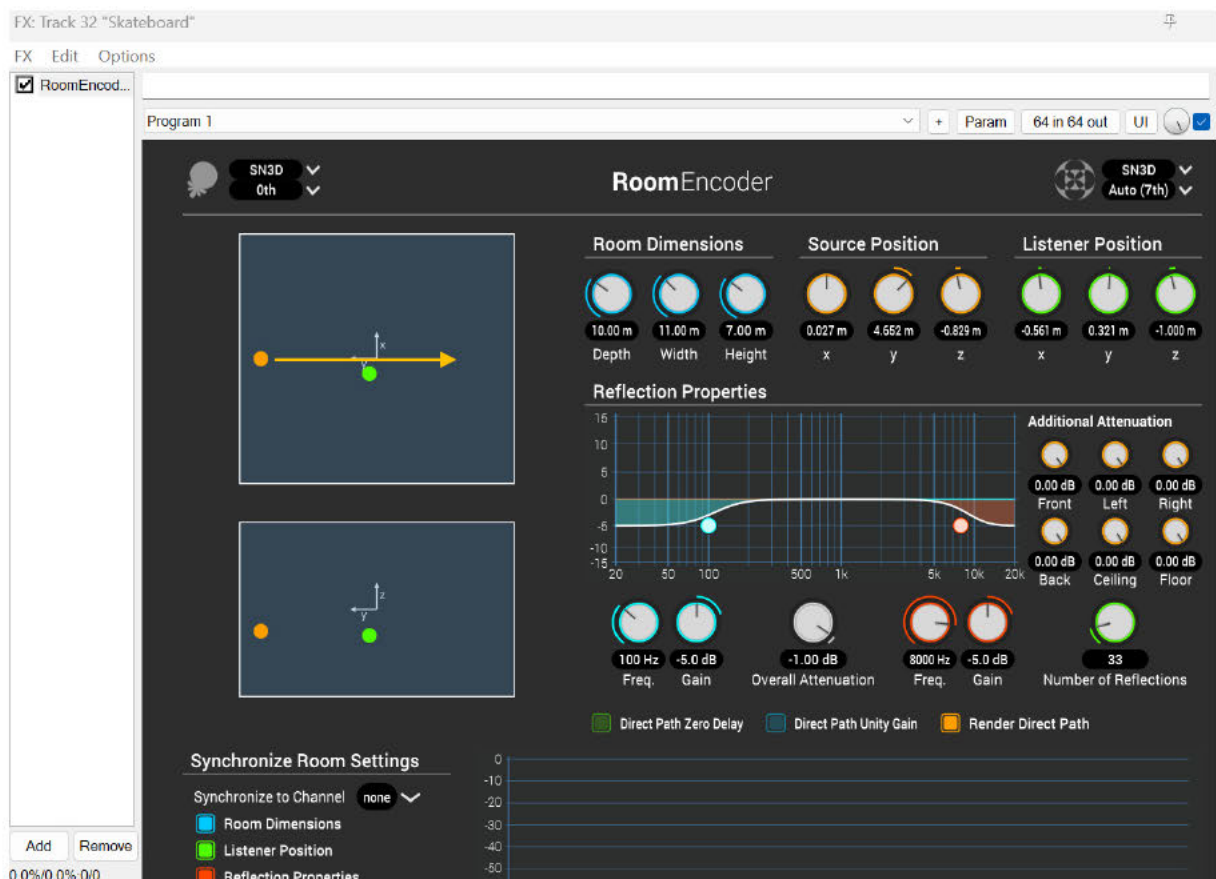 FX: Track 32 "Skateboard"
FX Edit Options
RoomEncod...
Program 1
+ Param 64 in 64 out UI
SN3D
0th
RoomEncoder
SN3D
Auto (7th)
Room Dimensions
10.00 m 11.00 m 7.00 m
Depth Width Height
Source Position
0.027 m 4.652 m -0.829 m
x y z
Listener Position
-0.561 m 0.321 m -1.000 m
x y z
x
y
z
y
Reflection Properties
15
10
5
0
-5
-10
-15
20 50 100 500 1k 5k 10k 20k
Additional Attenuation
0.00 dB 0.00 dB 0.00 dB
Front Left Right
0.00 dB 0.00 dB 0.00 dB
Back Ceiling Floor
100 Hz -5.0 dB -1.00 dB 8000 Hz -5.0 dB 33
Freq. Gain Overall Attenuation Freq. Gain Number of Reflections
Direct Path Zero Delay Direct Path Unity Gain Render Direct Path
Synchronize Room Settings
Synchronize to Channel none
Room Dimensions
Listener Position
Reflection Properties
0
-10
-20
-30
-40
-50
Add Remove
0.0%/0.0% 0/0